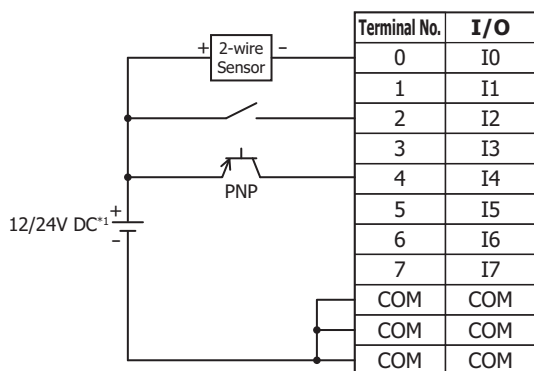 + 2-wire Sensor –
PNP
12/24V DC*1
+
–
Terminal No. I/O
0 I0
1 I1
2 I2
3 I3
4 I4
5 I5
6 I6
7 I7
COM COM
COM COM
COM COM